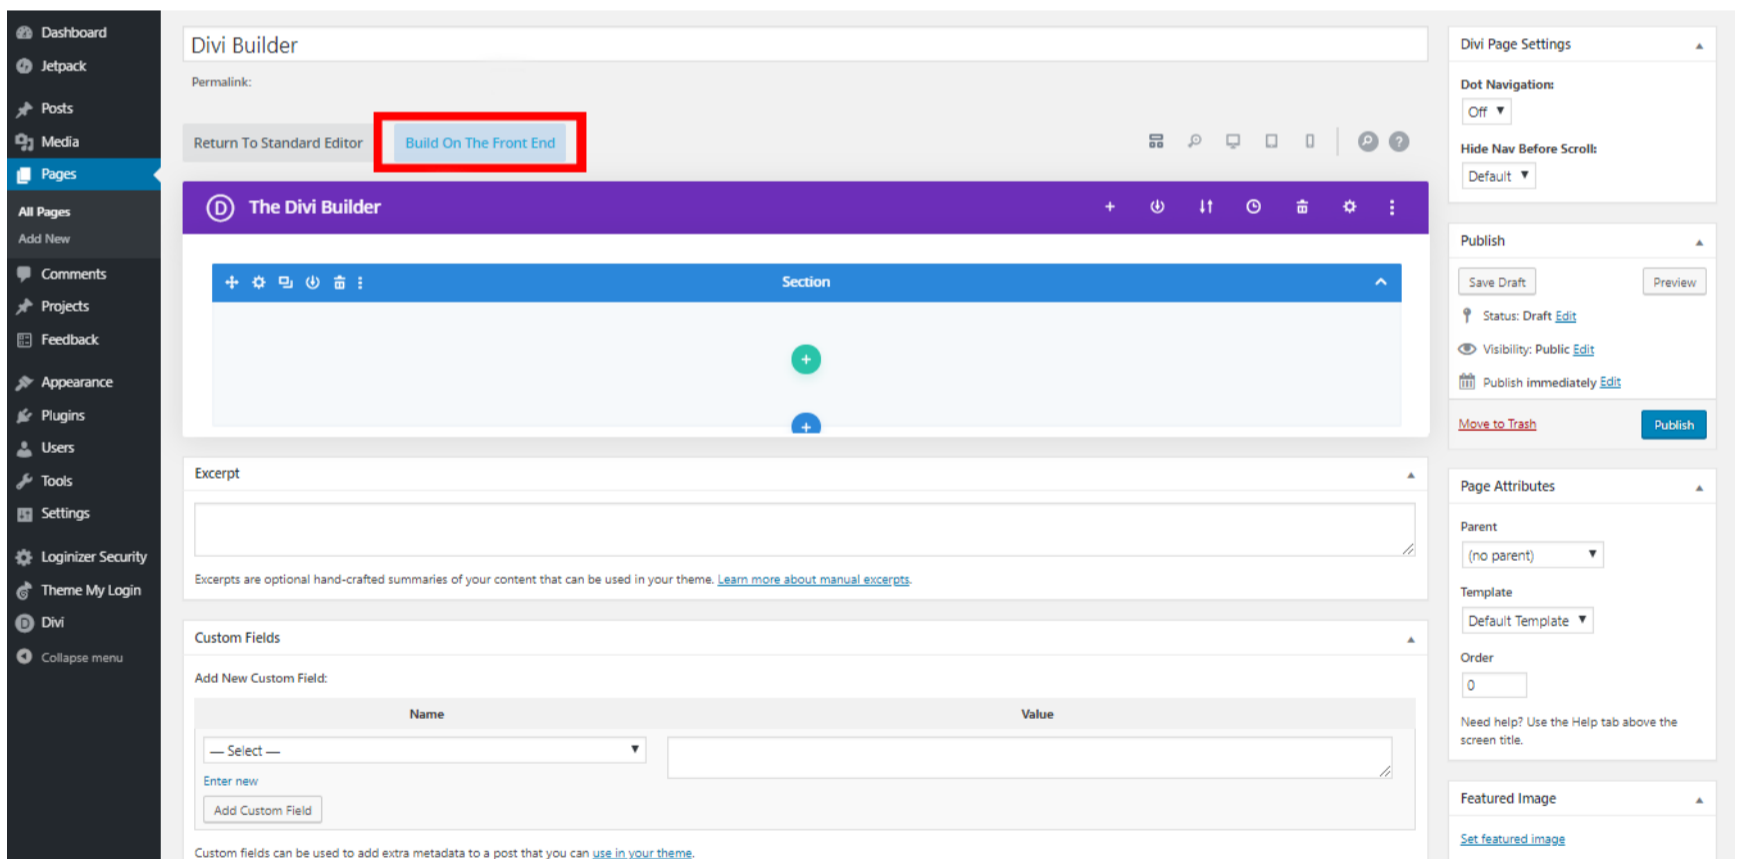 Dashboard
Jetpack
Posts
Media
Pages
All Pages
Add New
Comments
Projects
Feedback
Appearance
Plugins
Users
Tools
Settings
Loginizer Security
Theme My Login
Divi
Collapse menu
Divi Builder
Permalink:
Return To Standard Editor
Build On The Front End
The Divi Builder
Section
Excerpt
Excerpts are optional hand-crafted summaries of your content that can be used in your theme. Learn more about manual excerpts.
Custom Fields
Add New Custom Field:
Name Value
— Select —
Enter new
Add Custom Field
Custom fields can be used to add extra metadata to a post that you can use in your theme.
Divi Page Settings
Dot Navigation:
Off
Hide Nav Before Scroll:
Default
Publish
Save Draft Preview
Status: Draft Edit
Visibility: Public Edit
Publish immediately Edit
Move to Trash Publish
Page Attributes
Parent
(no parent)
Template
Default Template
Order
0
Need help? Use the Help tab above the
screen title.
Featured Image
Set featured image